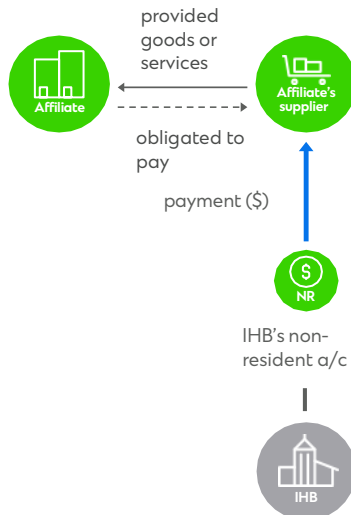 provided
goods or
services
Affiliate
Affiliate's
supplier
obligated to
pay
payment ($)
$
NR
IHB's non-
resident a/c
IHB